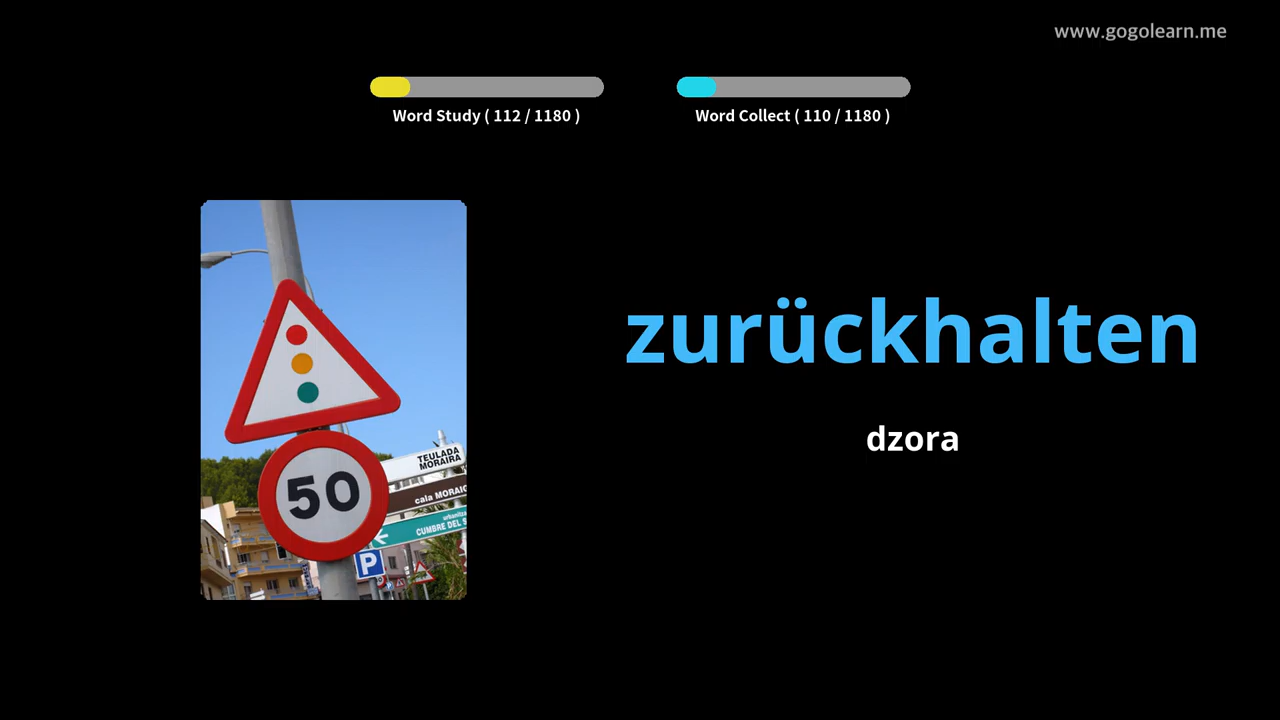 www.gogolearn.me
Word Study ( 112 / 1180 )
Word Collect ( 110 / 1180 )
zurückhalten
dzora
50
TEULADA
MORAIRA
cala MORAIG
CUMBRE DEL S
P